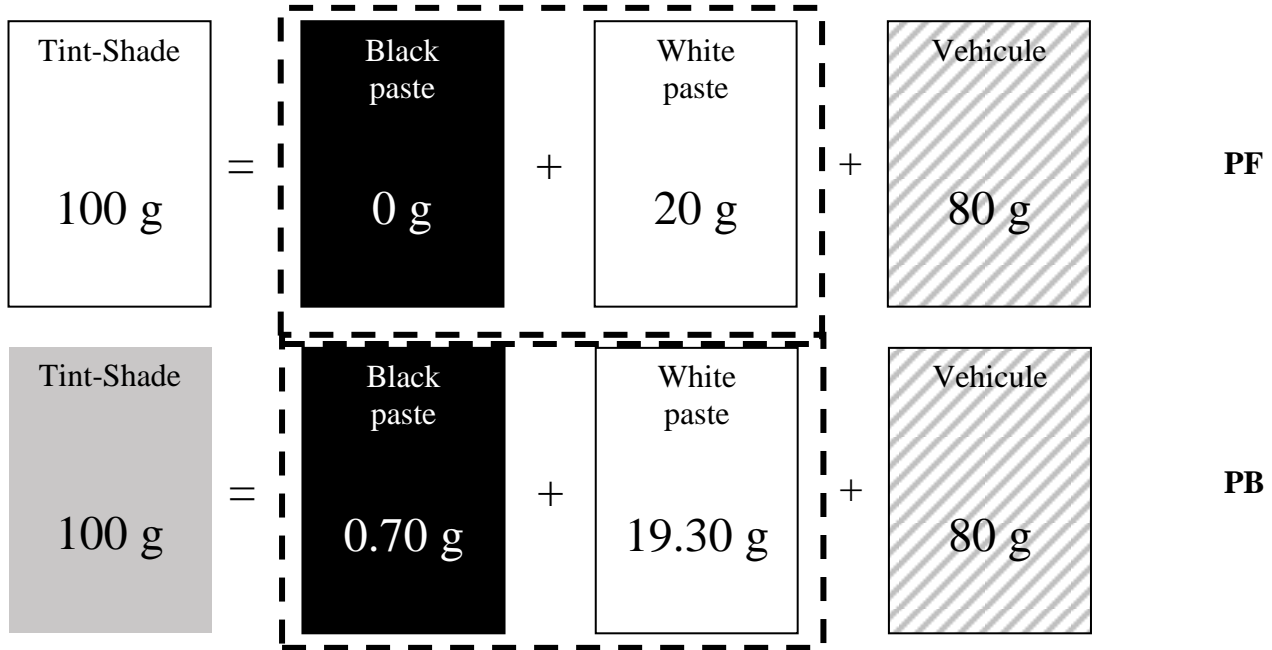 Tint-Shade
100 g
=
Black
paste
0 g
+
White
paste
20 g
+
Vehicule
80 g
PF
Tint-Shade
100 g
=
Black
paste
0.70 g
+
White
paste
19.30 g
+
Vehicule
80 g
PB